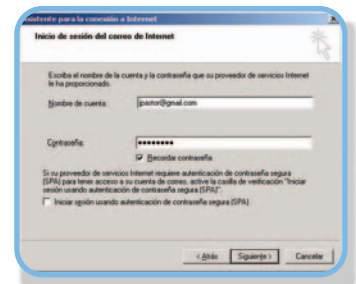 Asistente para la conexión a Internet
Inicio de sesión del correo de Internet
Escriba el nombre de la cuenta y la contraseña que su proveedor de servicios Internet
le ha proporcionado.
Nombre de cuenta: jpastor@gmail.com
Contraseña: ••••••••
Recordar contraseña
Si su proveedor de servicios Internet requiere autenticación de contraseña segura
(SPA) para tener acceso a su cuenta de correo, active la casilla de verificación "Iniciar
sesión usando autenticación de contraseña segura (SPA)".
Iniciar sesión usando autenticación de contraseña segura (SPA)
< Atrás Siguiente > Cancelar